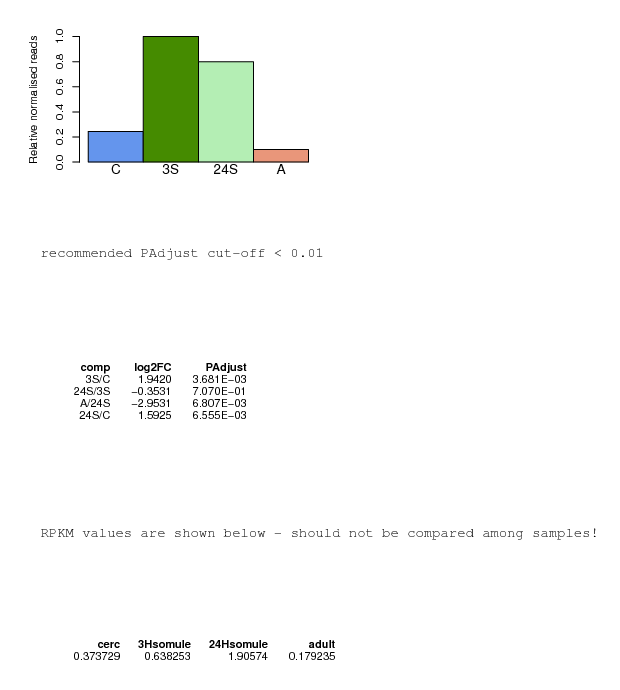 Relative normalised reads
1.0
0.8
0.6
0.4
0.2
0.0
C 3S 24S A
recommended PAdjust cut-off < 0.01
comp log2FC PAdjust
3S/C 1.9420 3.681E−03
24S/3S −0.3531 7.070E−01
A/24S −2.9531 6.807E−03
24S/C 1.5925 6.555E−03
RPKM values are shown below - should not be compared among samples!
cerc 3Hsomule 24Hsomule adult
0.373729 0.638253 1.90574 0.179235